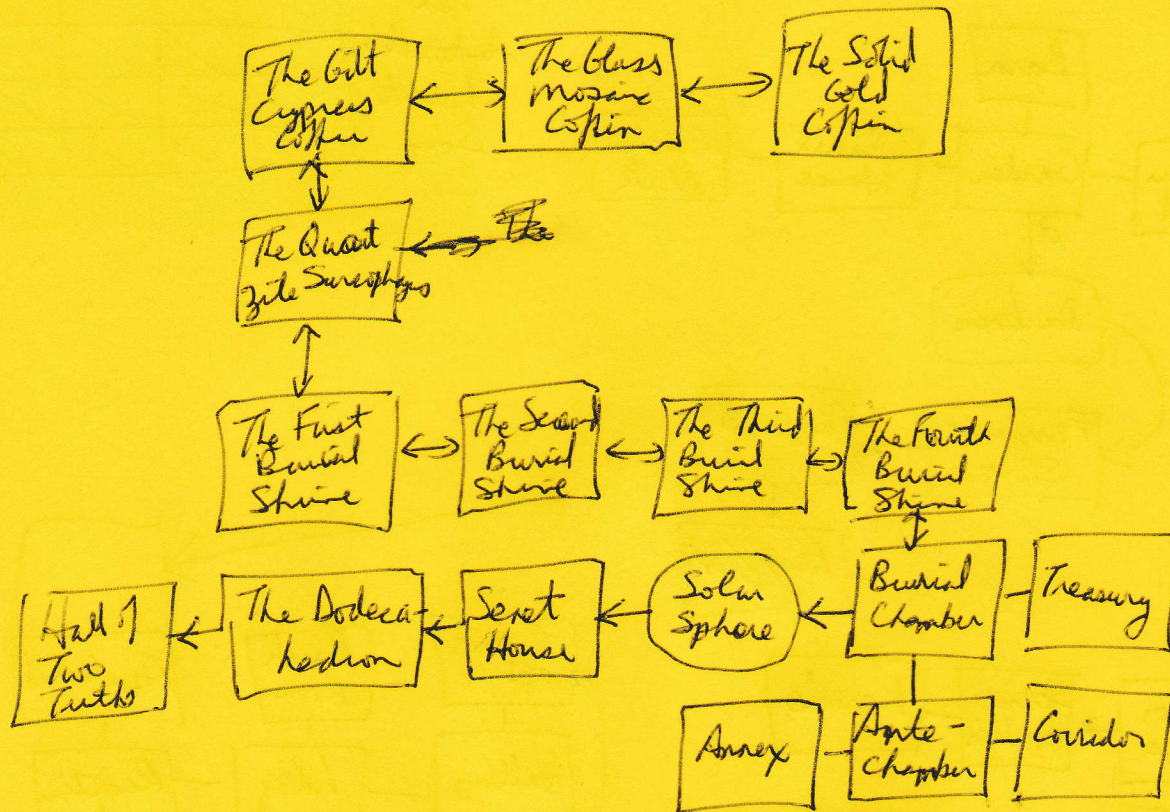 The Gilt
Cypress
Coffin
The Glass
Mosaic
Coffin
The Solid
Gold
Coffin
The Quart
zite Sarcophagus
The
The First
Burial
Shrine
The Second
Burial
Shrine
The Third
Burial
Shrine
The Fourth
Burial
Shrine
Hall of
Two
Truths
The Dodeca-
hedron
Secret
House
Solar
Sphere
Burial
Chamber
Treasury
Annex
Ante-
chamber
Corridor